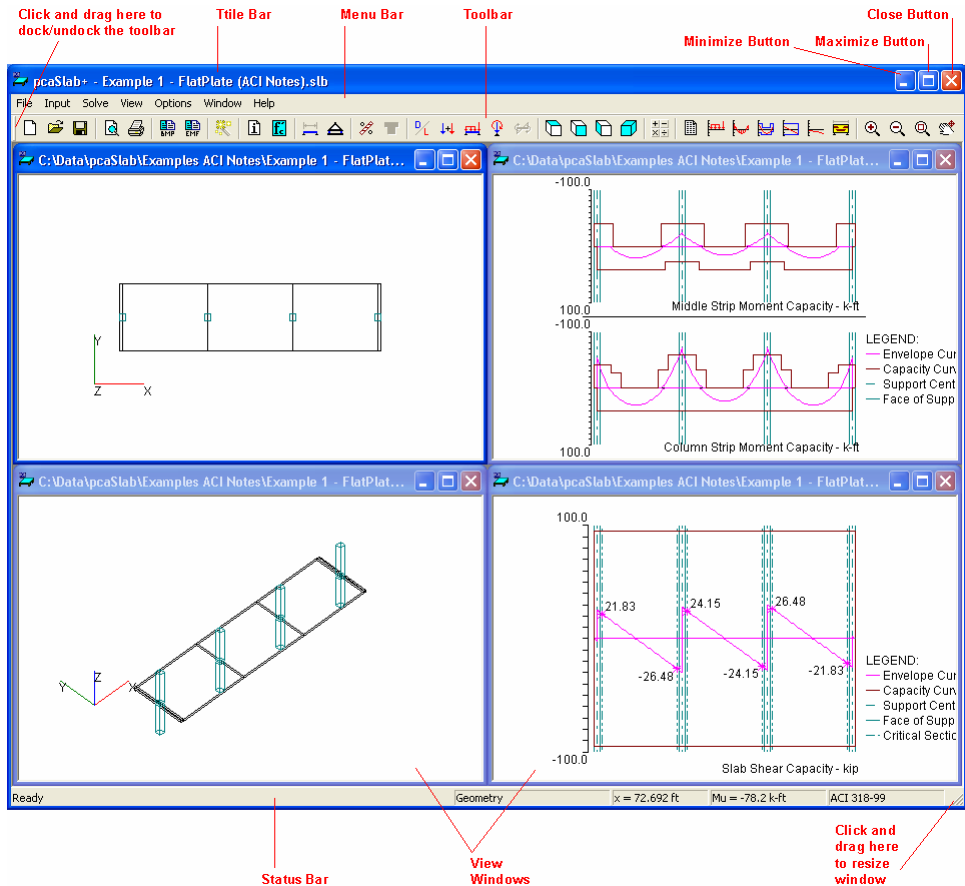 Click and drag here to
dock/undock the toolbar
Ttile Bar
Menu Bar
Toolbar
Close Button
Minimize Button
Maximize Button
pcaSlab+ - Example 1 - FlatPlate (ACI Notes).slb
File Input Solve View Options Window Help
BMP EMF
D/L
C:\Data\pcaSlab\Examples ACI Notes\Example 1 - FlatPlat...
Y
Z
X
C:\Data\pcaSlab\Examples ACI Notes\Example 1 - FlatPlat...
-100.0
100.0
Middle Strip Moment Capacity - k-ft
-100.0
LEGEND:
Envelope Cur
Capacity Curv
Support Cent
Face of Supp
100.0
Column Strip Moment Capacity - k-ft
C:\Data\pcaSlab\Examples ACI Notes\Example 1 - FlatPlat...
Y
Z
X
C:\Data\pcaSlab\Examples ACI Notes\Example 1 - FlatPlat...
100.0
21.83
24.15
26.48
-26.48
-24.15
-21.83
LEGEND:
Envelope Cur
Capacity Curv
Support Cent
Face of Supp
Critical Sectio
-100.0
Slab Shear Capacity - kip
Ready
Geometry
x = 72.692 ft
Mu = -78.2 k-ft
ACI 318-99
Status Bar
View
Windows
Click and
drag here
to resize
window